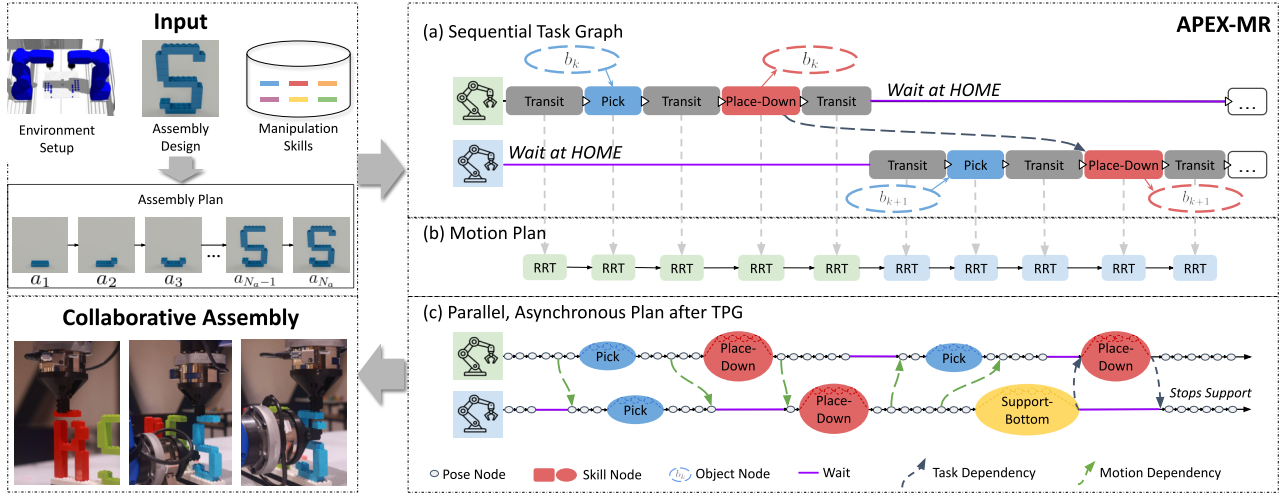 Input
Environment
Setup
Assembly
Design
Manipulation
Skills
Assembly Plan
...
a_1
a_2
a_3
a_{N_a-1}
a_{N_a}
Collaborative Assembly
APEX-MR
(a) Sequential Task Graph
b_k
b_k
Transit
Pick
Transit
Place-Down
Transit
Wait at HOME
...
Wait at HOME
Transit
Pick
Transit
Place-Down
Transit
...
b_{k+1}
b_{k+1}
(b) Motion Plan
RRT
RRT
RRT
RRT
RRT
RRT
RRT
RRT
RRT
RRT
(c) Parallel, Asynchronous Plan after TPG
Pick
Place-
Down
Pick
Place-
Down
Pick
Place-
Down
Support-
Bottom
Stops Support
Pose Node
Skill Node
Object Node
Wait
Task Dependency
Motion Dependency